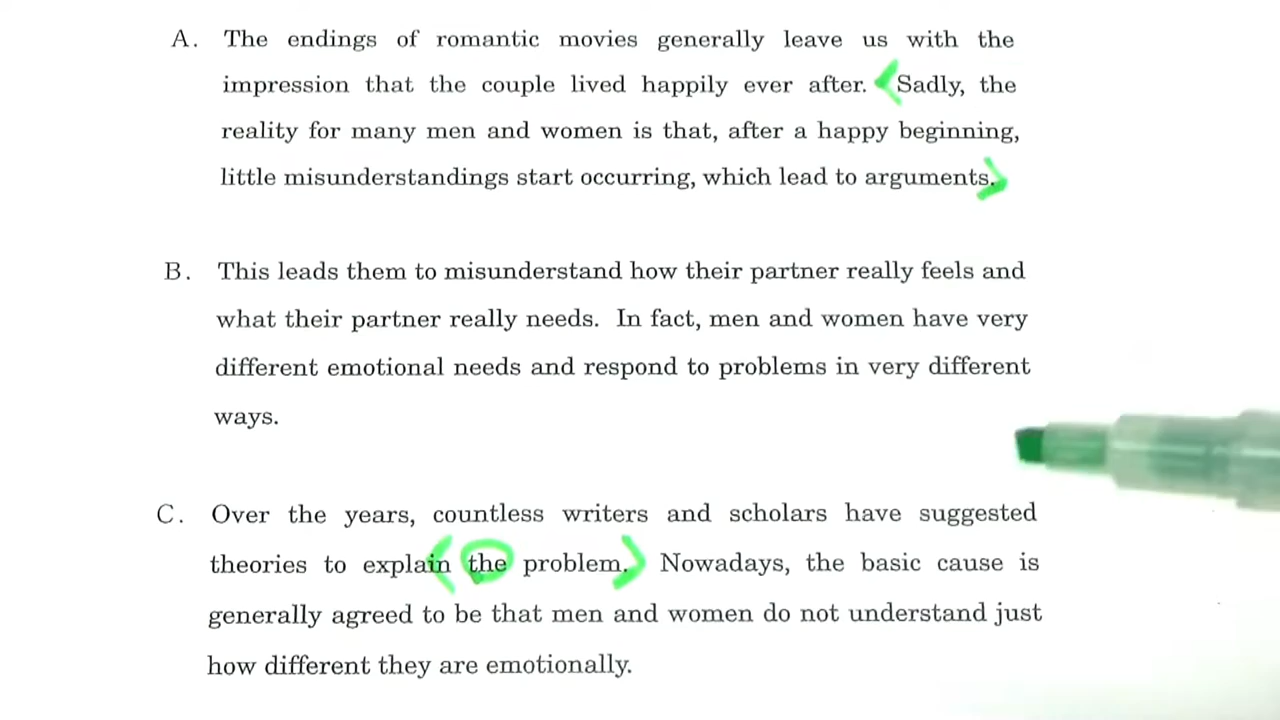 A. The endings of romantic movies generally leave us with the
impression that the couple lived happily ever after. Sadly, the
reality for many men and women is that, after a happy beginning,
little misunderstandings start occurring, which lead to arguments.
B. This leads them to misunderstand how their partner really feels and
what their partner really needs. In fact, men and women have very
different emotional needs and respond to problems in very different
ways.
C. Over the years, countless writers and scholars have suggested
theories to explain the problem. Nowadays, the basic cause is
generally agreed to be that men and women do not understand just
how different they are emotionally.